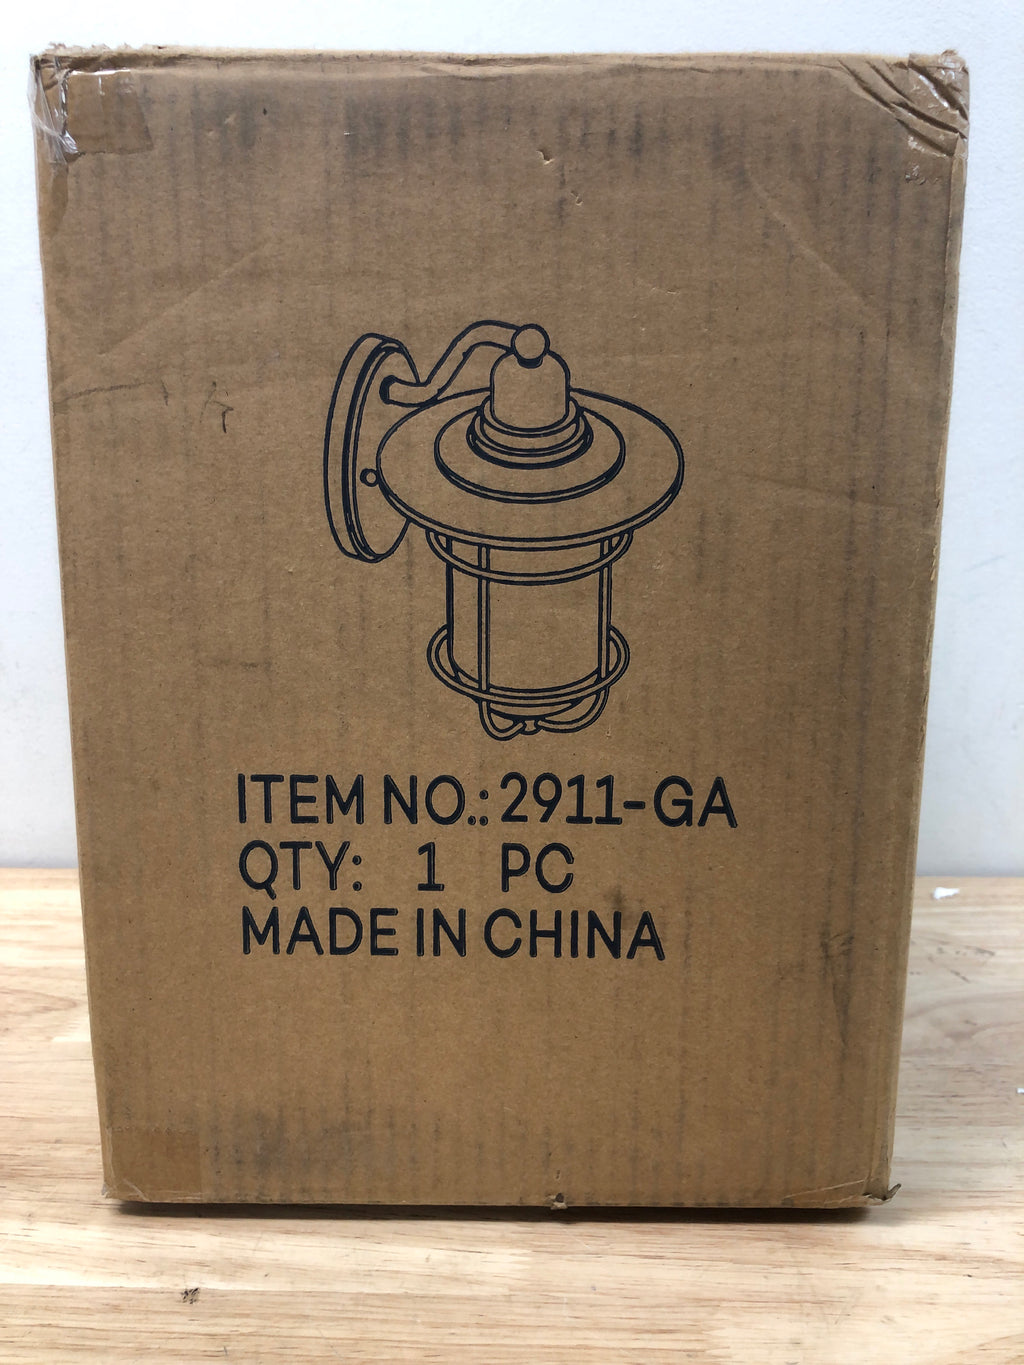 ITEM NO.: 2911-GA
QTY: 1 PC
MADE IN CHINA